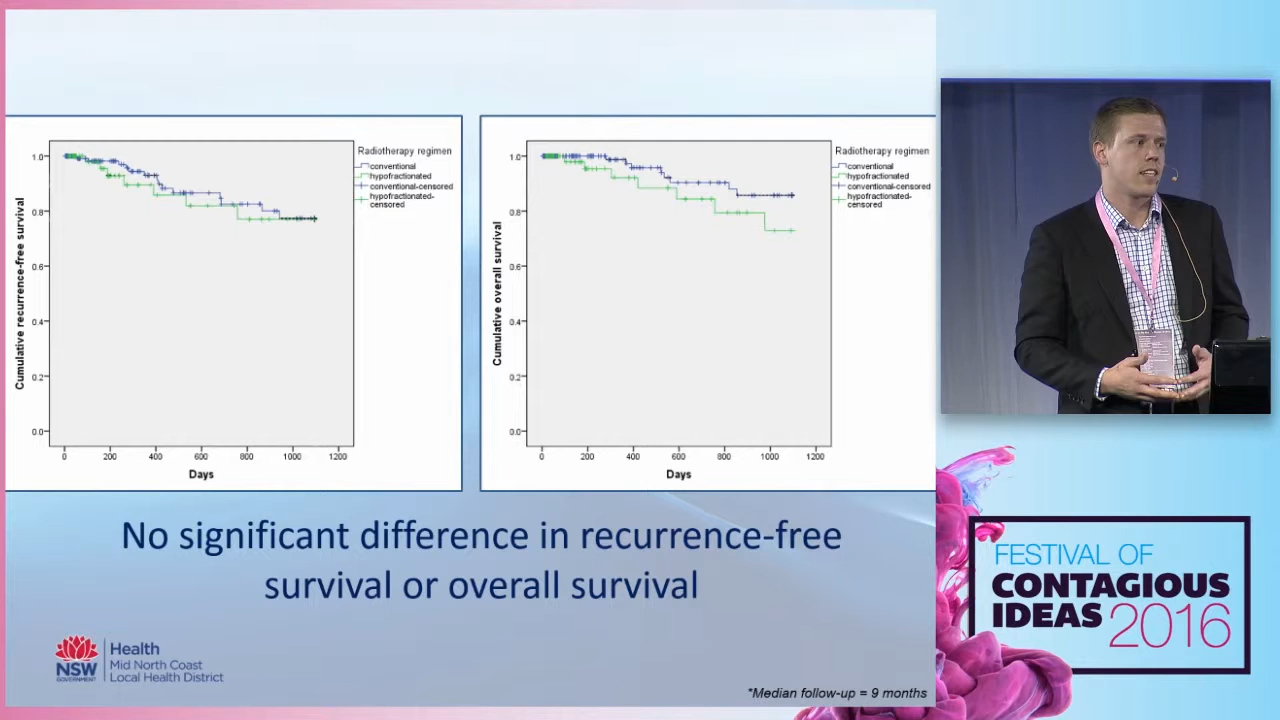 Cumulative recurrence-free survival
1.0
0.8
0.6
0.4
0.2
0.0
0 200 400 600 800 1000 1200
Days
Radiotherapy regimen
conventional
hypofractionated
conventional-censored
hypofractionated-
censored
Cumulative overall survival
1.0
0.8
0.6
0.4
0.2
0.0
0 200 400 600 800 1000 1200
Days
Radiotherapy regimen
conventional
hypofractionated
conventional-censored
hypofractionated-
censored
No significant difference in recurrence-free
survival or overall survival
NSW
GOVERNMENT
Health
Mid North Coast
Local Health District
*Median follow-up = 9 months
FESTIVAL OF
CONTAGIOUS
IDEAS 2016